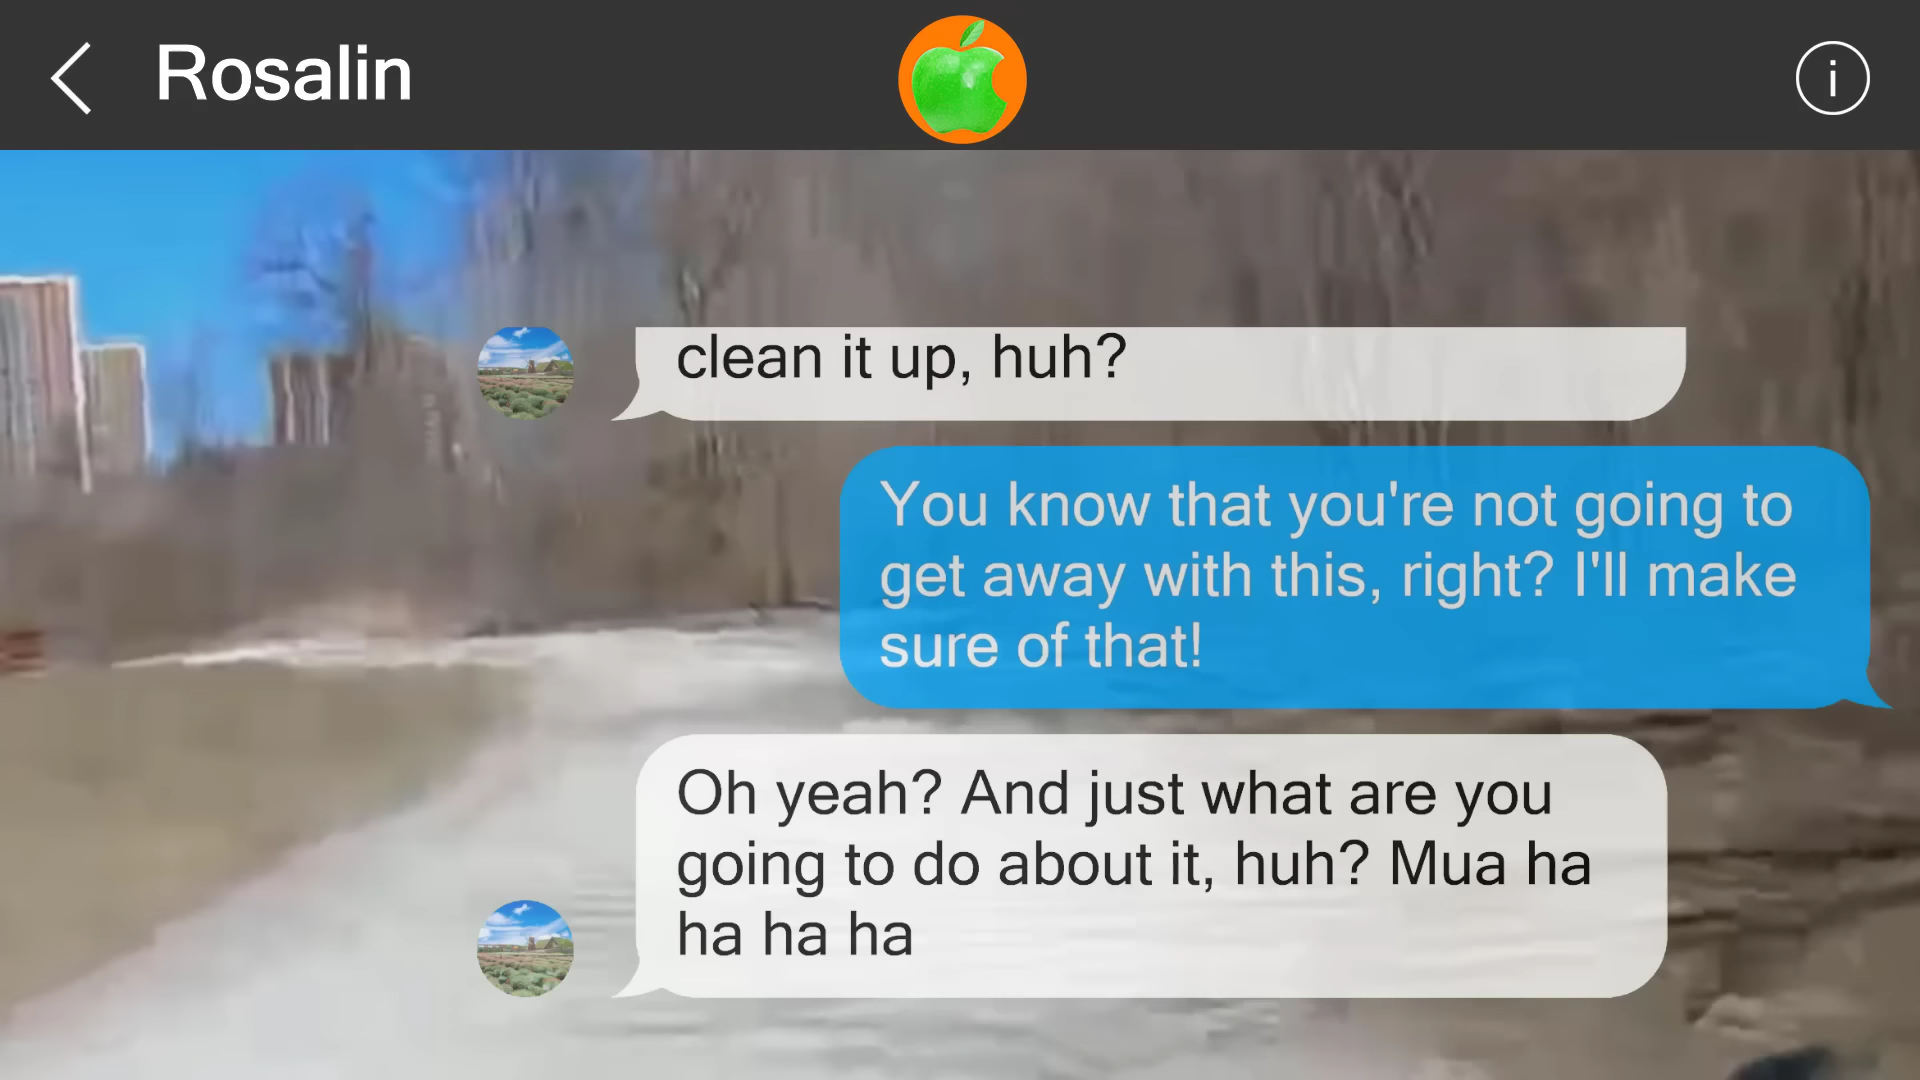 Rosalin
i
clean it up, huh?
You know that you're not going to
get away with this, right? I'll make
sure of that!
Oh yeah? And just what are you
going to do about it, huh? Mua ha
ha ha ha